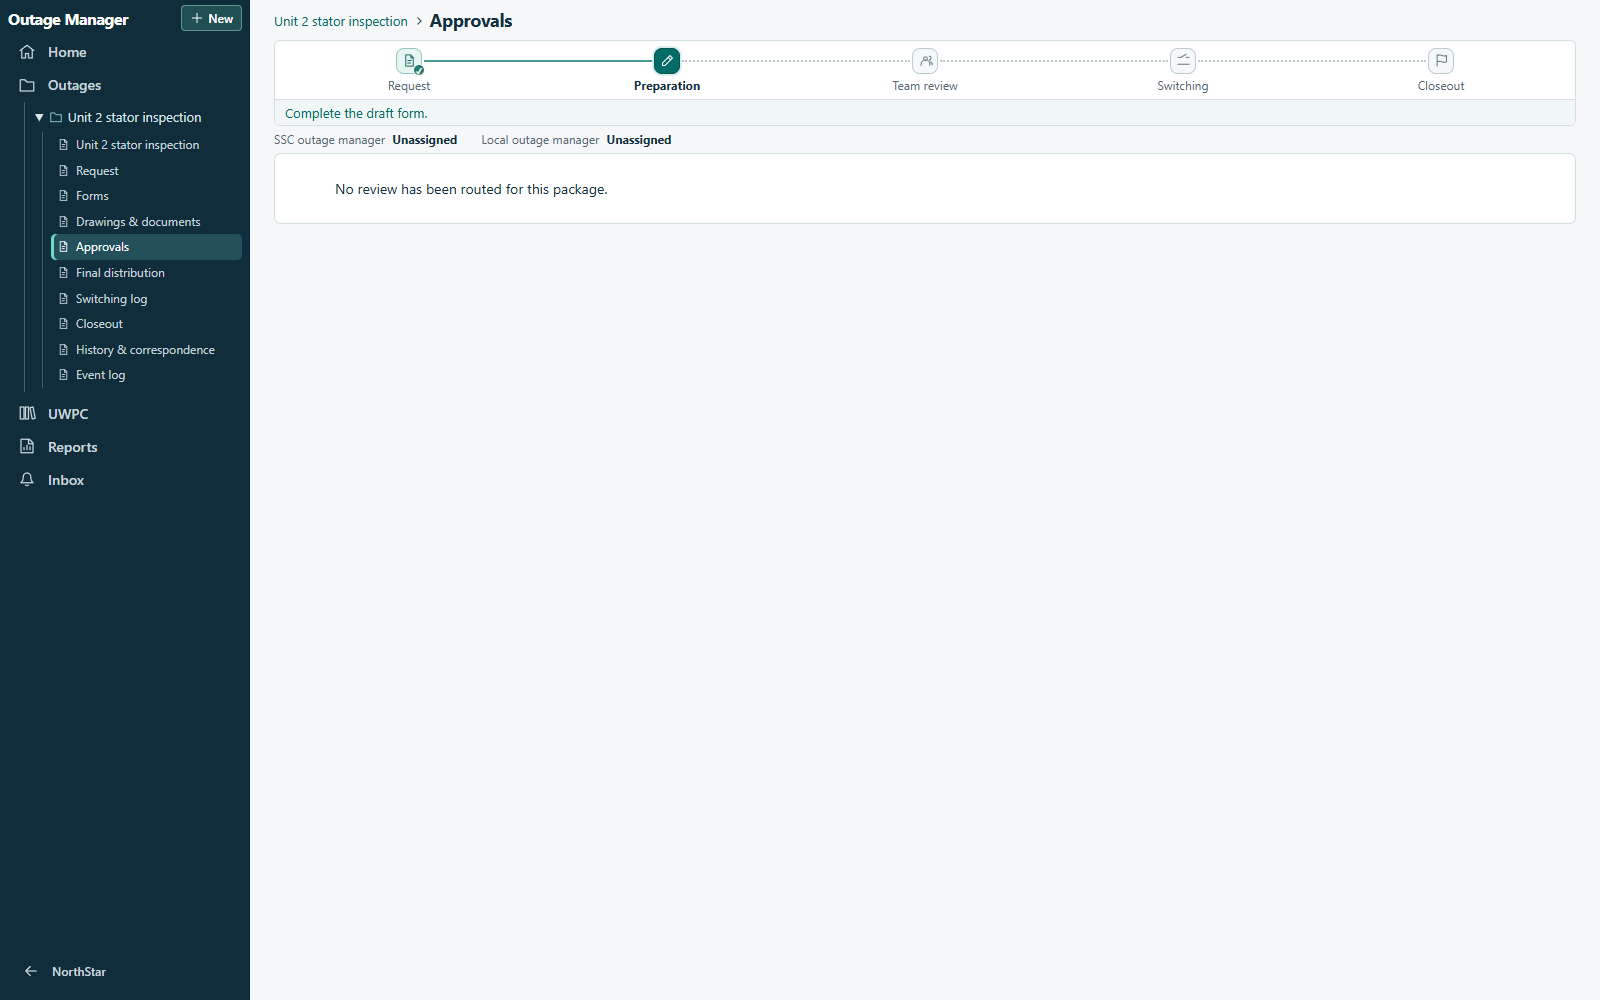 Outage Manager
New
Home
Outages
Unit 2 stator inspection
Unit 2 stator inspection
Request
Forms
Drawings & documents
Approvals
Final distribution
Switching log
Closeout
History & correspondence
Event log
UWPC
Reports
Inbox
NorthStar
Unit 2 stator inspection > Approvals
Request
Preparation
Team review
Switching
Closeout
Complete the draft form.
SSC outage manager Unassigned Local outage manager Unassigned
No review has been routed for this package.